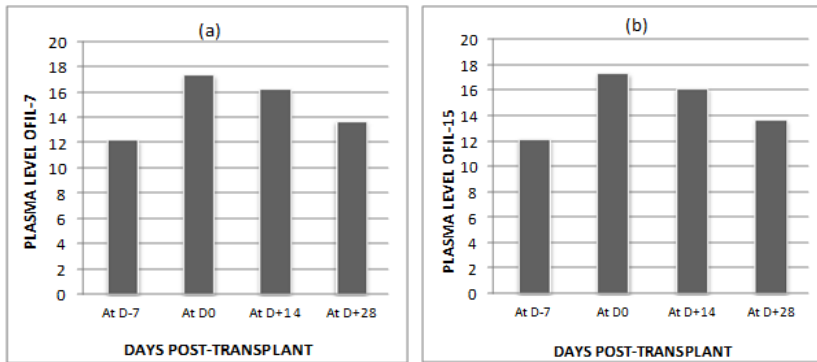 (a)
PLASMA LEVEL OFIL-7
20
18
16
14
12
10
8
6
4
2
0
At D-7 At D0 At D+14 At D+28
DAYS POST-TRANSPLANT
(b)
PLASMA LEVEL OFIL-15
20
18
16
14
12
10
8
6
4
2
0
At D-7 At D0 At D+14 At D+28
DAYS POST-TRANSPLANT